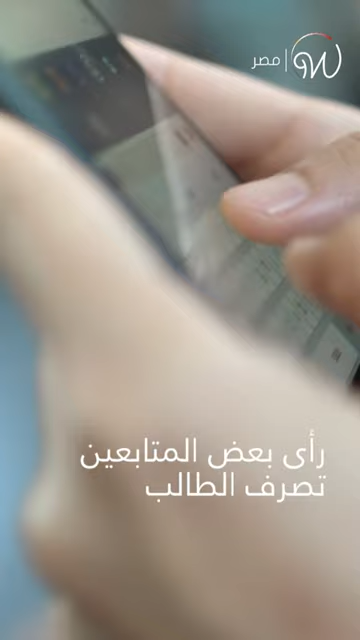 مصر | W
رأى بعض المتابعين
تصرف الطالب